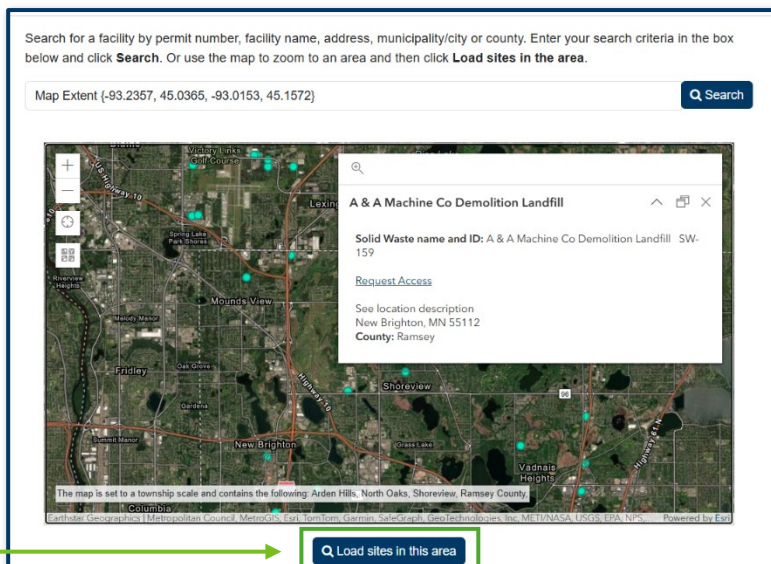 Search for a facility by permit number, facility name, address, municipality/city or county. Enter your search criteria in the box
below and click Search. Or use the map to zoom to an area and then click Load sites in the area.
Map Extent {-93.2357, 45.0365, -93.0153, 45.1572}
Search
Victory Links
Golf Course
US Highway 10
Lexing
A & A Machine Co Demolition Landfill
Solid Waste name and ID: A & A Machine Co Demolition Landfill SW-
159
Request Access
See location description
New Brighton, MN 55112
County: Ramsey
Spring Lake
Park Shores
Riverview
Heights
Mounds View
Melody Manor
Fridley
Oak Grove
Highway 10
Shoreview
96
Gardena
Summit Manor
New Brighton
Grass Lake
Highway 61 N
Vadnais
Heights
The map is set to a township scale and contains the following: Arden Hills, North Oaks, Shoreview, Ramsey County,
Columbia
Earthstar Geographics | Metropolitan Council, MetroGIS, Esri, TomTom, Garmin, SafeGraph, GeoTechnologies, Inc, METI/NASA, USGS, EPA, NPS,... Powered by Esri
Load sites in this area